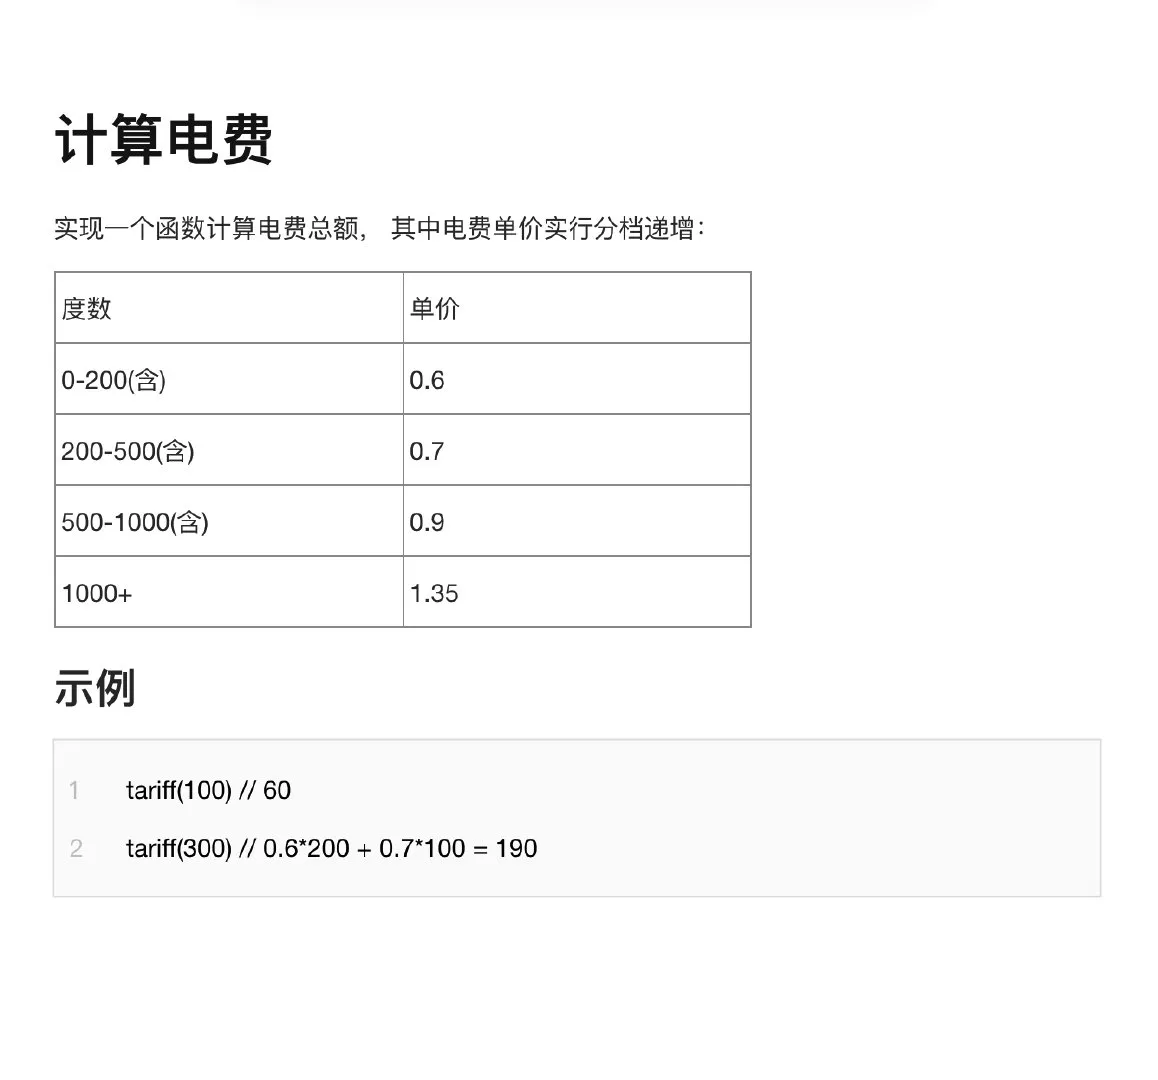 计算电费
实现一个函数计算电费总额， 其中电费单价实行分档递增：
度数 单价
0-200(含) 0.6
200-500(含) 0.7
500-1000(含) 0.9
1000+ 1.35
示例
1 tariff(100) // 60
2 tariff(300) // 0.6*200 + 0.7*100 = 190